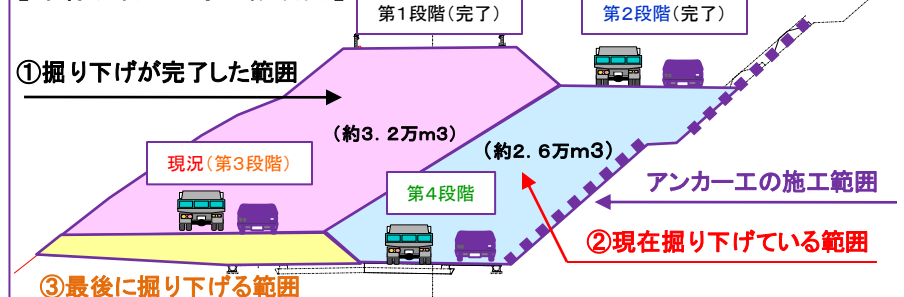 第1段階(完了)
第2段階(完了)
①掘り下げが完了した範囲
(約3.2万m3)
(約2.6万m3)
現況(第3段階)
アンカー工の施工範囲
第4段階
②現在掘り下げている範囲
③最後に掘り下げる範囲